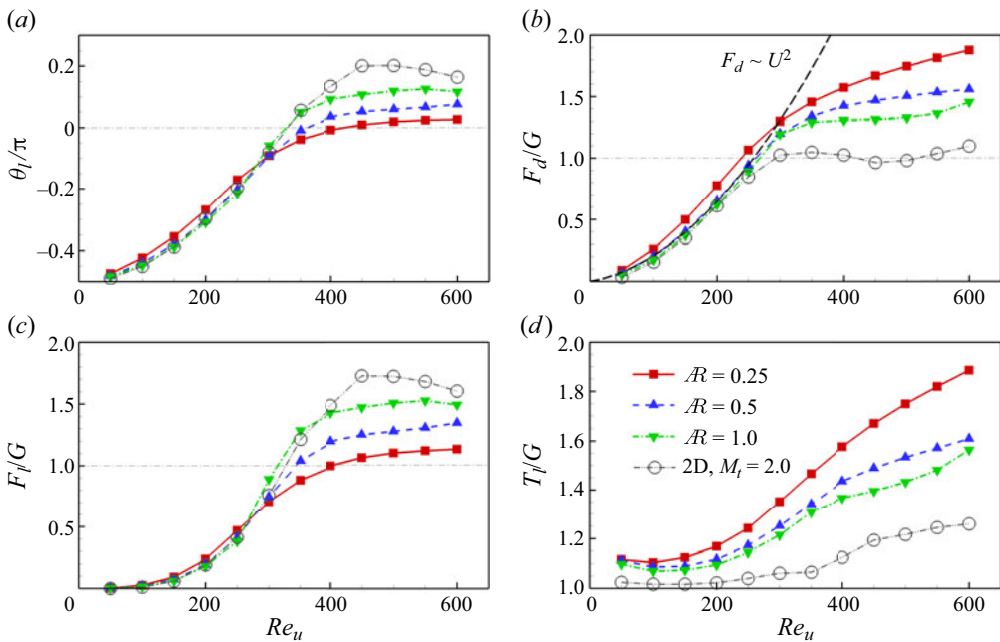 (a)
θl/π
0.2
0
–0.2
–0.4
0 200 400 600
(b)
Fd/G
2.0
1.5
1.0
0.5
Fd ~ U²
0 200 400 600
(c)
Fl/G
2.0
1.5
1.0
0.5
0 200 400 600
Reu
(d)
Tl/G
2.0
1.8
1.6
1.4
1.2
1.0
Æ = 0.25
Æ = 0.5
Æ = 1.0
2D, Mt = 2.0
0 200 400 600
Reu